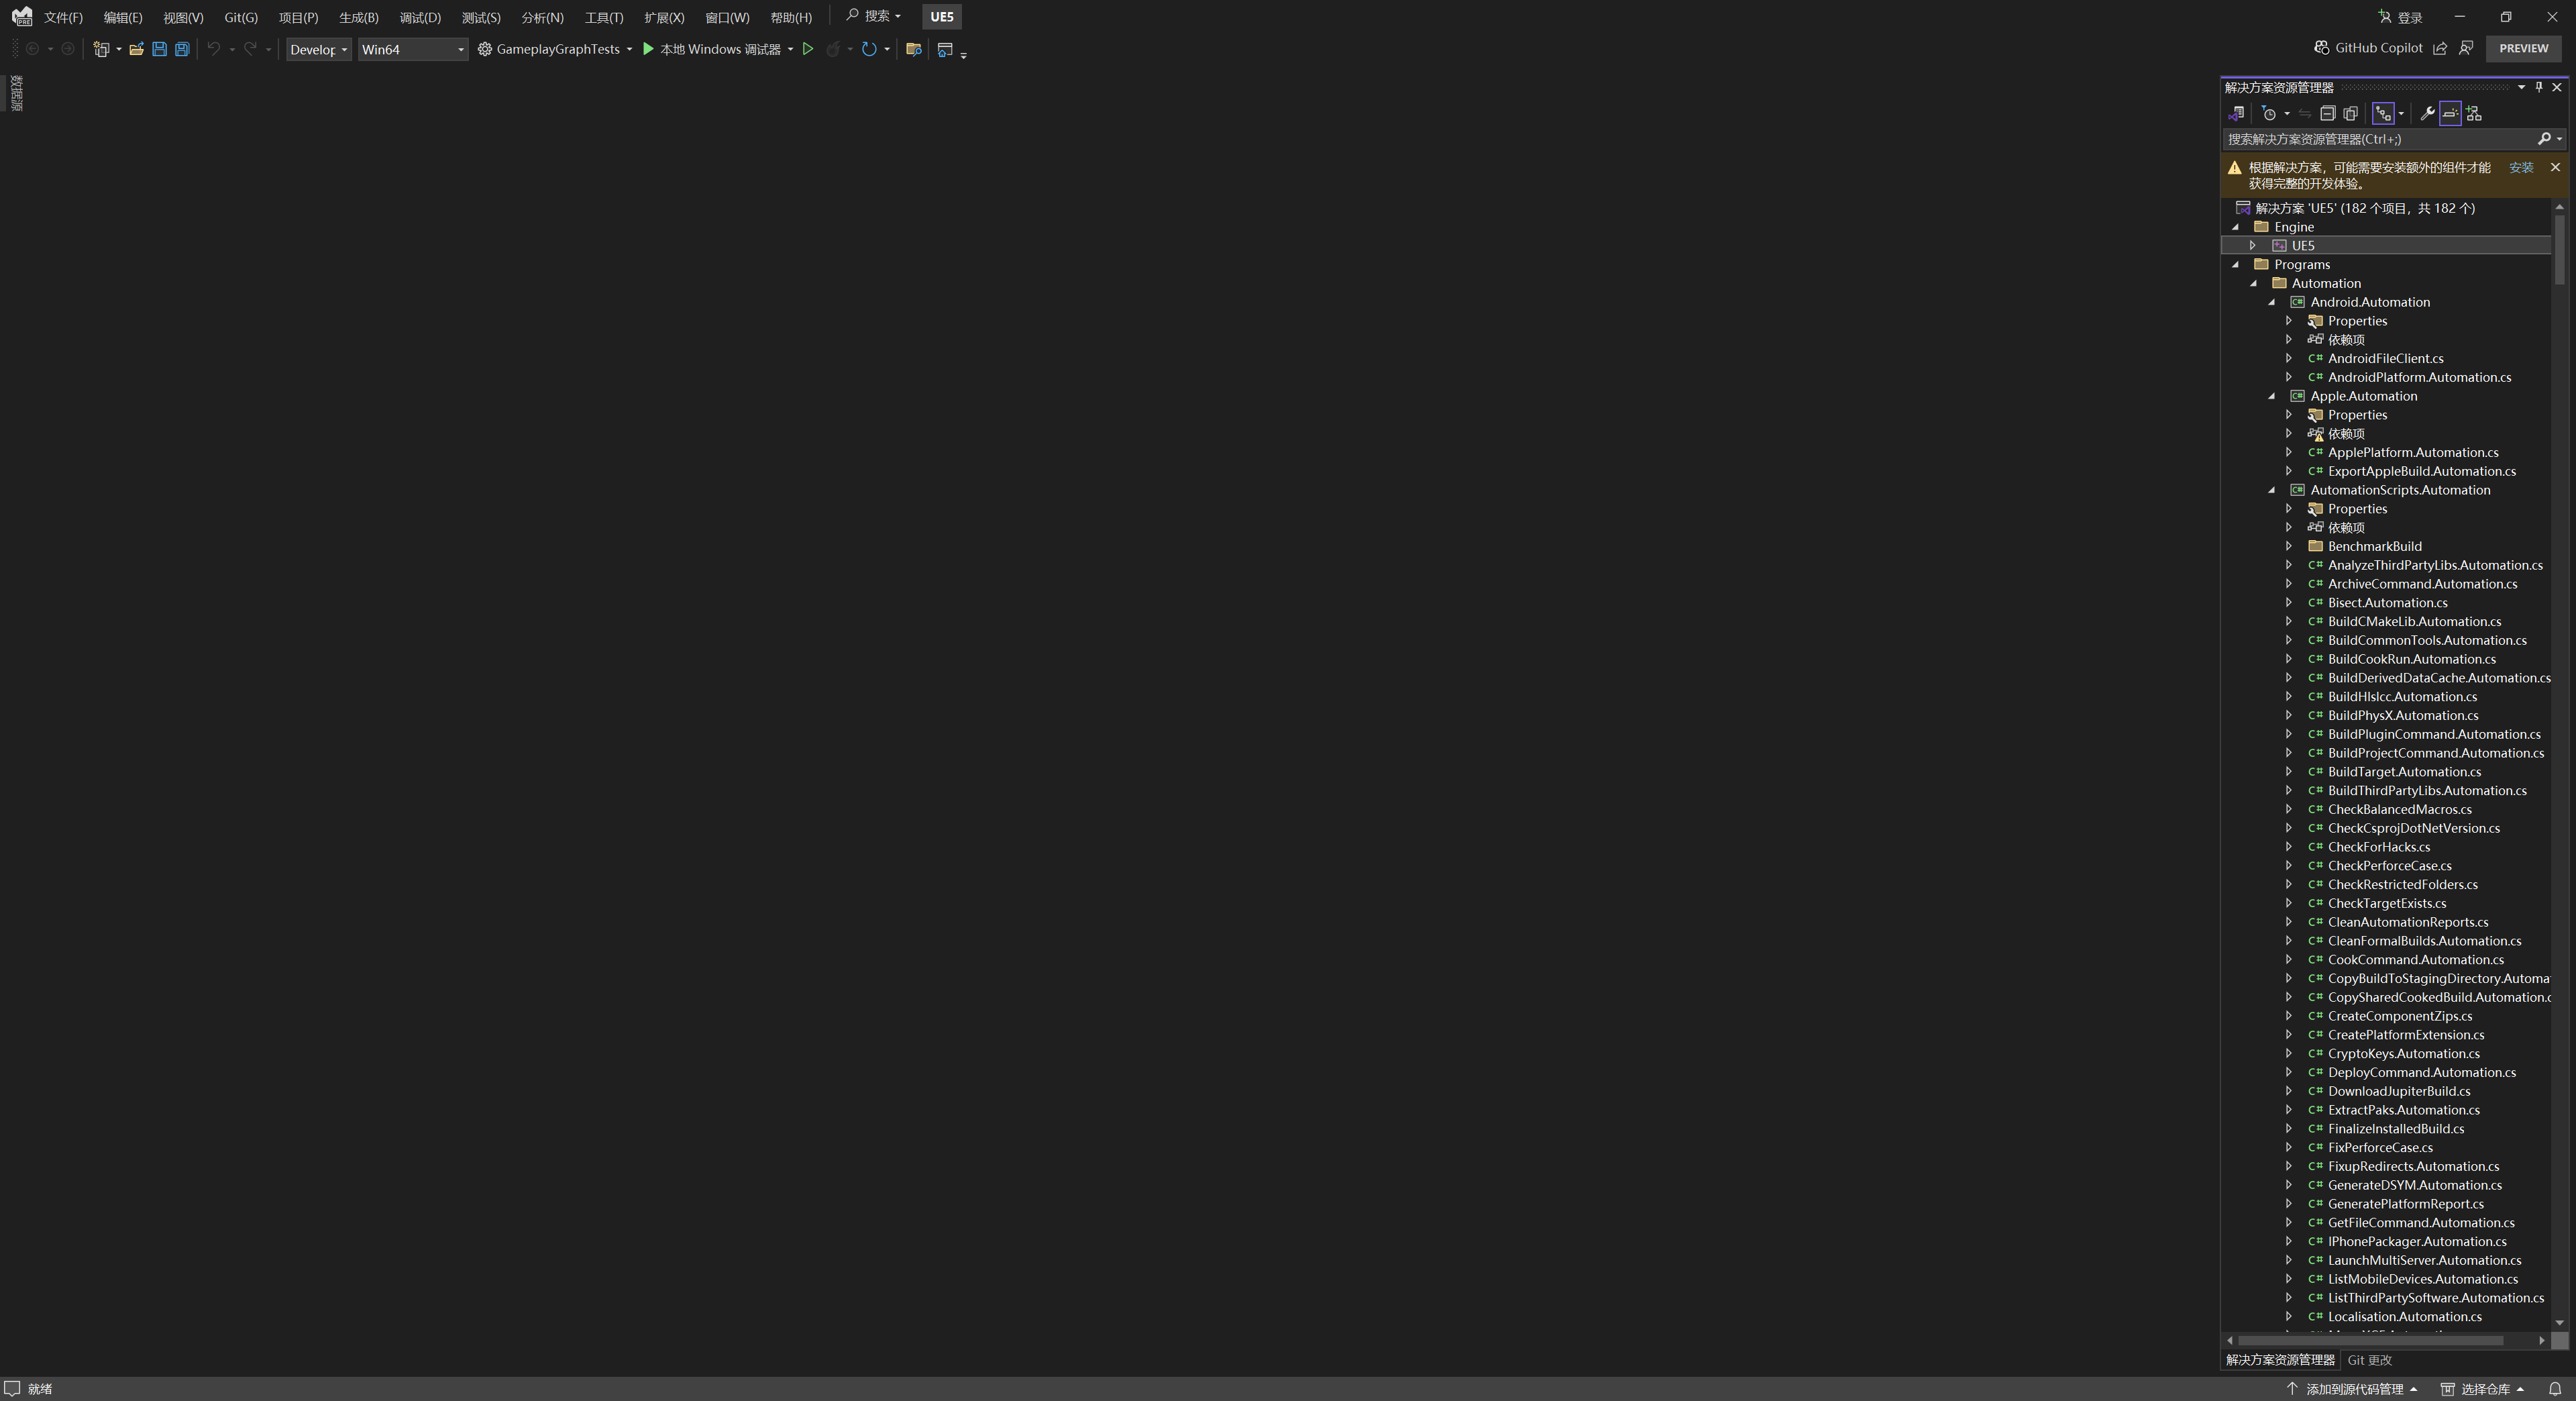 文件(F) 编辑(E) 视图(V) Git(G) 项目(P) 生成(B) 调试(D) 测试(S) 分析(N) 工具(T) 扩展(X) 窗口(W) 帮助(H) 搜索 UE5 登录
Develop Win64 GameplayGraphTests 本地 Windows 调试器 GitHub Copilot PREVIEW
数据源
解决方案资源管理器
搜索解决方案资源管理器(Ctrl+;)
根据解决方案，可能需要安装额外的组件才能 安装
获得完整的开发体验。
解决方案 'UE5' (182 个项目，共 182 个)
Engine
UE5
Programs
Automation
Android.Automation
Properties
依赖项
AndroidFileClient.cs
AndroidPlatform.Automation.cs
Apple.Automation
Properties
依赖项
ApplePlatform.Automation.cs
ExportAppleBuild.Automation.cs
AutomationScripts.Automation
Properties
依赖项
BenchmarkBuild
AnalyzeThirdPartyLibs.Automation.cs
ArchiveCommand.Automation.cs
Bisect.Automation.cs
BuildCMakeLib.Automation.cs
BuildCommonTools.Automation.cs
BuildCookRun.Automation.cs
BuildDerivedDataCache.Automation.cs
BuildHlslcc.Automation.cs
BuildPhysX.Automation.cs
BuildPluginCommand.Automation.cs
BuildProjectCommand.Automation.cs
BuildTarget.Automation.cs
BuildThirdPartyLibs.Automation.cs
CheckBalancedMacros.cs
CheckCsprojDotNetVersion.cs
CheckForHacks.cs
CheckPerforceCase.cs
CheckRestrictedFolders.cs
CheckTargetExists.cs
CleanAutomationReports.cs
CleanFormalBuilds.Automation.cs
CookCommand.Automation.cs
CopyBuildToStagingDirectory.Automa
CopySharedCookedBuild.Automation.c
CreateComponentZips.cs
CreatePlatformExtension.cs
CryptoKeys.Automation.cs
DeployCommand.Automation.cs
DownloadJupiterBuild.cs
ExtractPaks.Automation.cs
FinalizeInstalledBuild.cs
FixPerforceCase.cs
FixupRedirects.Automation.cs
GenerateDSYM.Automation.cs
GeneratePlatformReport.cs
GetFileCommand.Automation.cs
IPhonePackager.Automation.cs
LaunchMultiServer.Automation.cs
ListMobileDevices.Automation.cs
ListThirdPartySoftware.Automation.cs
Localisation.Automation.cs
解决方案资源管理器 Git 更改
就绪 添加到源代码管理 选择仓库